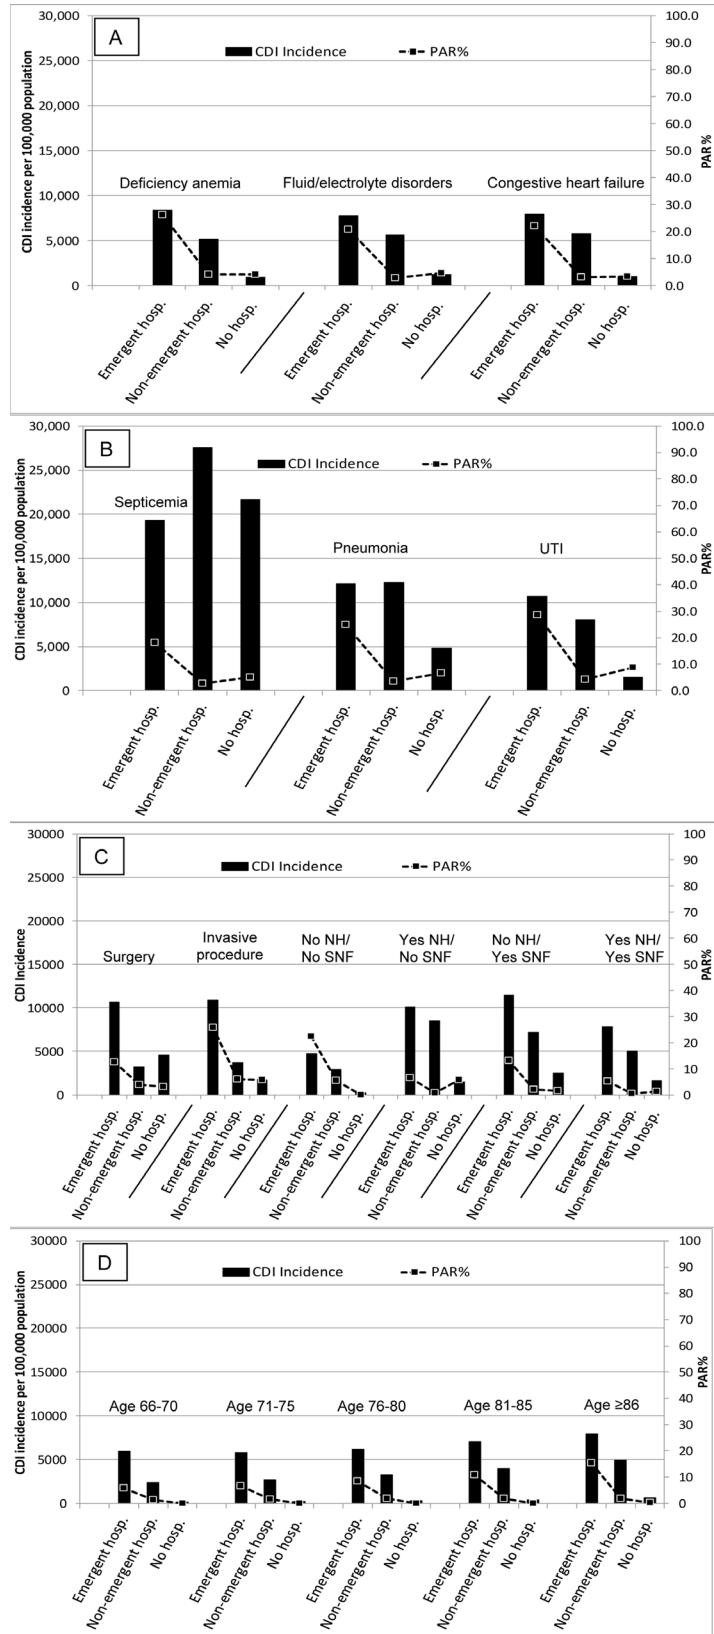 A
CDI Incidence
PAR%
CDI incidence per 100,000 population
PAR %
30,000
25,000
20,000
15,000
10,000
5,000
0
100.0
90.0
80.0
70.0
60.0
50.0
40.0
30.0
20.0
10.0
0.0
Deficiency anemia
Fluid/electrolyte disorders
Congestive heart failure
Emergent hosp.
Non-emergent hosp.
No hosp.
Emergent hosp.
Non-emergent hosp.
No hosp.
Emergent hosp.
Non-emergent hosp.
No hosp.
B
CDI Incidence
PAR%
CDI incidence per 100,000 population
PAR%
30,000
25,000
20,000
15,000
10,000
5,000
0
100.0
90.0
80.0
70.0
60.0
50.0
40.0
30.0
20.0
10.0
0.0
Septicemia
Pneumonia
UTI
Emergent hosp.
Non-emergent hosp.
No hosp.
Emergent hosp.
Non-emergent hosp.
No hosp.
Emergent hosp.
Non-emergent hosp.
No hosp.
C
CDI Incidence
PAR%
CDI Incidence
PAR%
30000
25000
20000
15000
10000
5000
0
100
90
80
70
60
50
40
30
20
10
0
Surgery
Invasive
procedure
No NH/
No SNF
Yes NH/
No SNF
No NH/
Yes SNF
Yes NH/
Yes SNF
Emergent hosp.
Non-emergent hosp.
No hosp.
Emergent hosp.
Non-emergent hosp.
No hosp.
Emergent hosp.
Non-emergent hosp.
No hosp.
Emergent hosp.
Non-emergent hosp.
No hosp.
Emergent hosp.
Non-emergent hosp.
No hosp.
Emergent hosp.
Non-emergent hosp.
No hosp.
D
CDI Incidence
PAR%
CDI incidence per 100,000 population
PAR%
30000
25000
20000
15000
10000
5000
0
100
90
80
70
60
50
40
30
20
10
0
Age 66-70
Age 71-75
Age 76-80
Age 81-85
Age ≥86
Emergent hosp.
Non-emergent hosp.
No hosp.
Emergent hosp.
Non-emergent hosp.
No hosp.
Emergent hosp.
Non-emergent hosp.
No hosp.
Emergent hosp.
Non-emergent hosp.
No hosp.
Emergent hosp.
Non-emergent hosp.
No hosp.